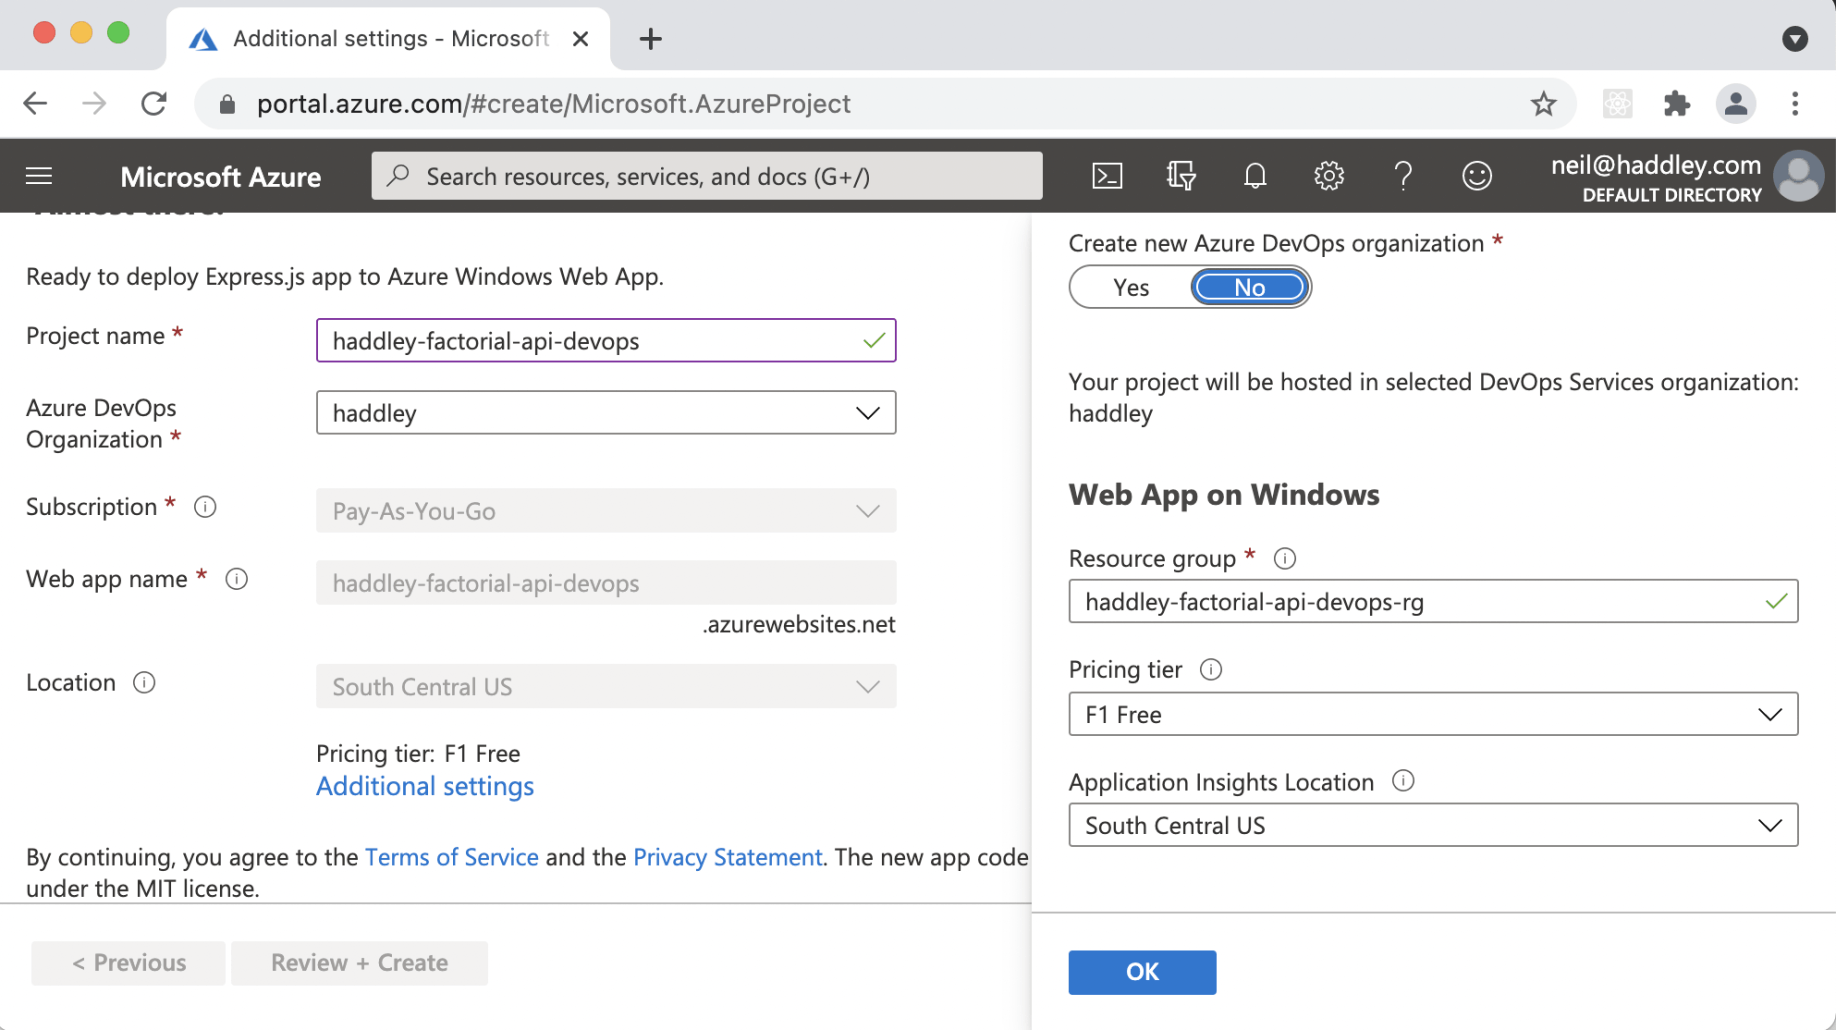 Additional settings - Microsoft
portal.azure.com/#create/Microsoft.AzureProject
Microsoft Azure
Search resources, services, and docs (G+/)
neil@haddley.com
DEFAULT DIRECTORY
Almost there!
Ready to deploy Express.js app to Azure Windows Web App.
Project name *
haddley-factorial-api-devops
Azure DevOps
Organization *
haddley
Subscription *
Pay-As-You-Go
Web app name *
haddley-factorial-api-devops
.azurewebsites.net
Location
South Central US
Pricing tier: F1 Free
Additional settings
By continuing, you agree to the Terms of Service and the Privacy Statement. The new app code
under the MIT license.
< Previous
Review + Create
Create new Azure DevOps organization *
Yes
No
Your project will be hosted in selected DevOps Services organization:
haddley
Web App on Windows
Resource group *
haddley-factorial-api-devops-rg
Pricing tier
F1 Free
Application Insights Location
South Central US
OK